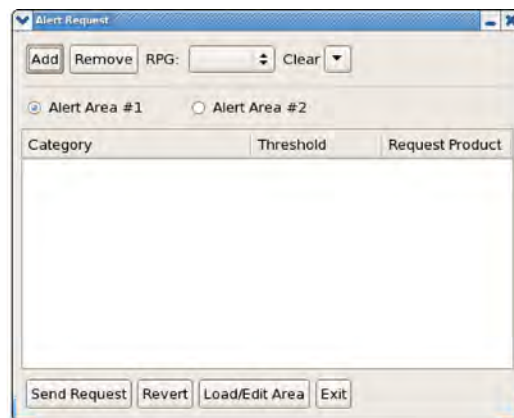 Alert Request
Add Remove RPG: Clear
Alert Area #1 Alert Area #2
Category Threshold Request Product
Send Request Revert Load/Edit Area Exit